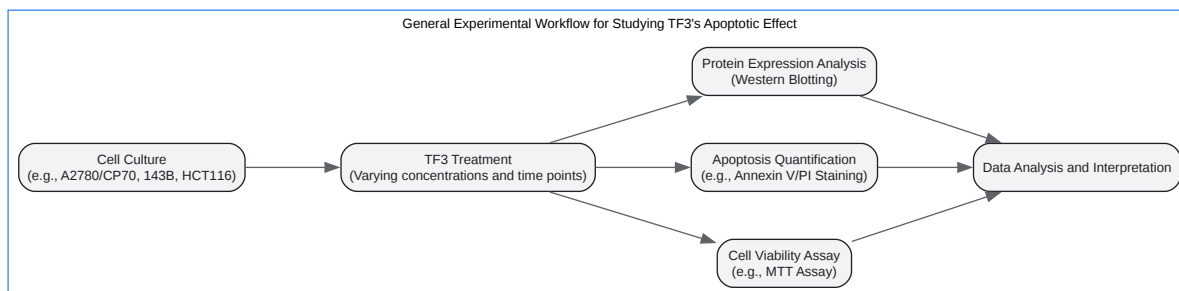 General Experimental Workflow for Studying TF3's Apoptotic Effect
Protein Expression Analysis
(Western Blotting)
Cell Culture
(e.g., A2780/CP70, 143B, HCT116)
TF3 Treatment
(Varying concentrations and time points)
Apoptosis Quantification
(e.g., Annexin V/PI Staining)
Data Analysis and Interpretation
Cell Viability Assay
(e.g., MTT Assay)